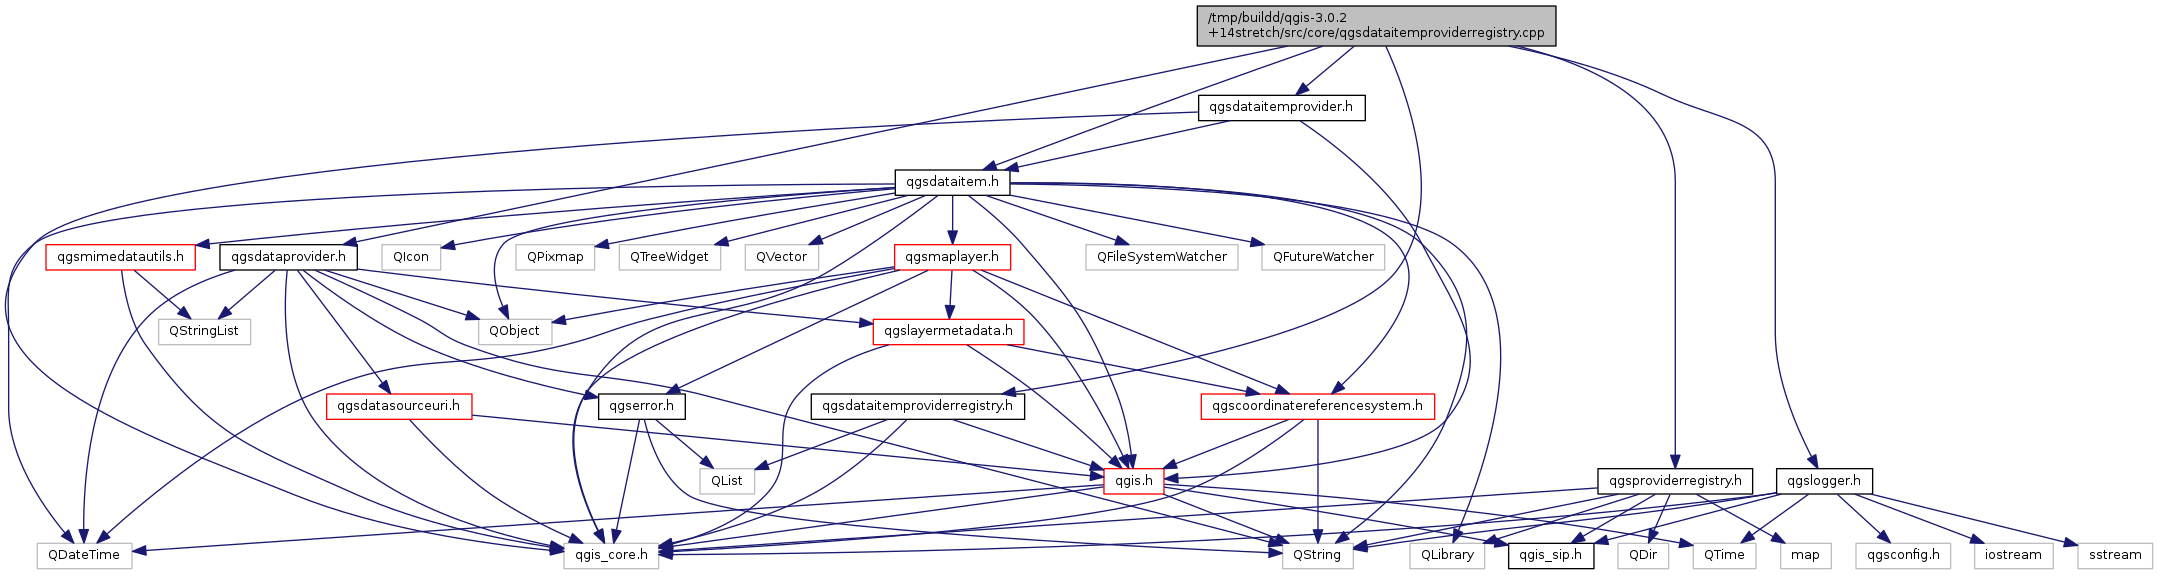 /tmp/buildd/qgis-3.0.2
+14stretch/src/core/qgsdataitemproviderregistry.cpp
qgsdataitemprovider.h
qgsdataitem.h
qgsmimedatautils.h
qgsdataprovider.h
QIcon
QPixmap
QTreeWidget
QVector
qgsmaplayer.h
QFileSystemWatcher
QFutureWatcher
QStringList
QObject
qgslayermetadata.h
qgsdatasourceuri.h
qgserror.h
qgsdataitemproviderregistry.h
qgscoordinatereferencesystem.h
QList
qgis.h
qgsproviderregistry.h
qgslogger.h
QDateTime
qgis_core.h
QString
QLibrary
qgis_sip.h
QDir
QTime
map
qgsconfig.h
iostream
sstream